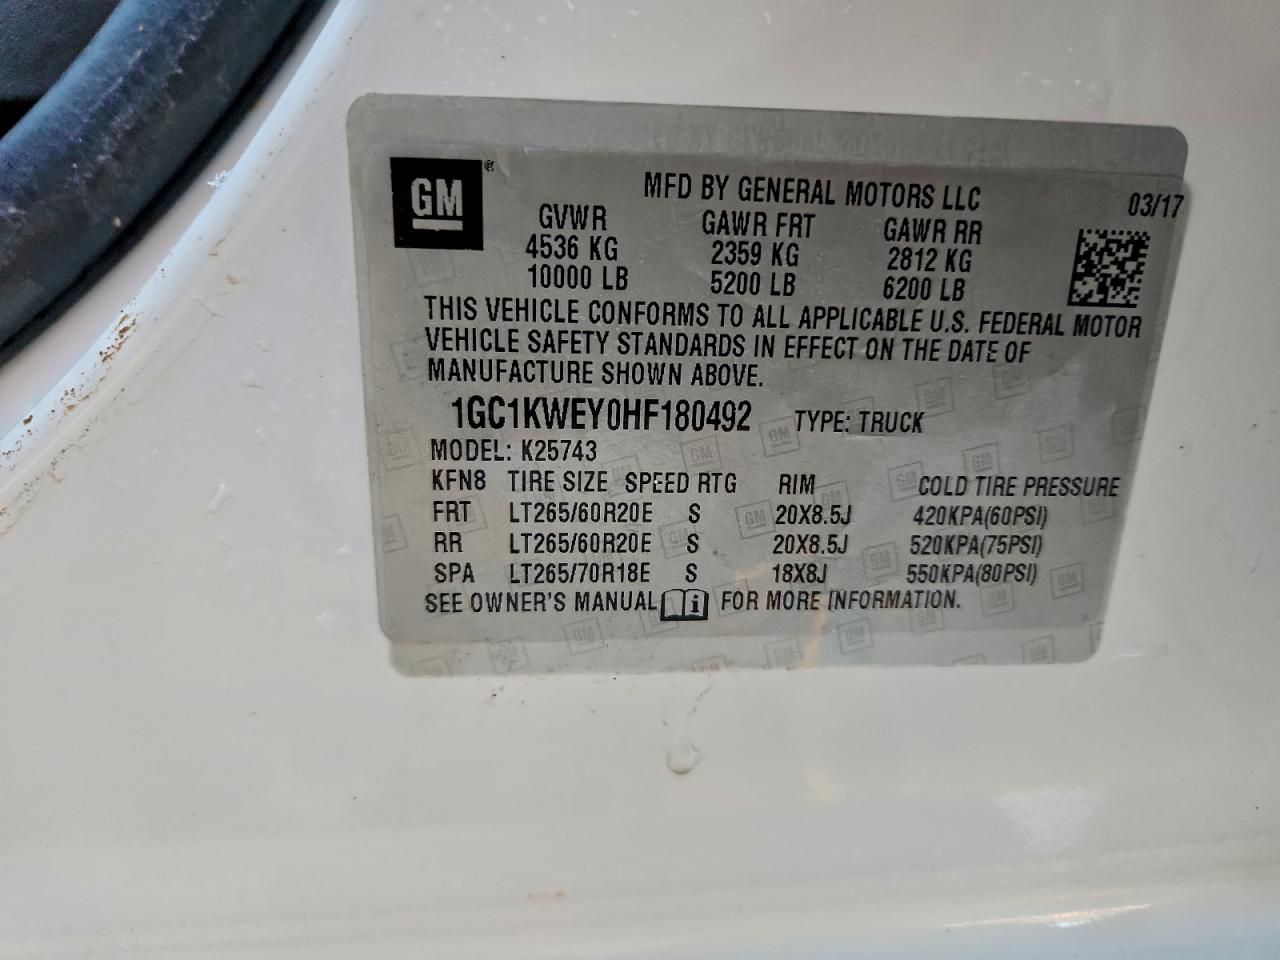 GM ®
MFD BY GENERAL MOTORS LLC 03/17
GVWR GAWR FRT GAWR RR
4536 KG 2359 KG 2812 KG
10000 LB 5200 LB 6200 LB
THIS VEHICLE CONFORMS TO ALL APPLICABLE U.S. FEDERAL MOTOR
VEHICLE SAFETY STANDARDS IN EFFECT ON THE DATE OF
MANUFACTURE SHOWN ABOVE.
1GC1KWEY0HF180492 TYPE: TRUCK
MODEL: K25743
KFN8 TIRE SIZE SPEED RTG RIM COLD TIRE PRESSURE
FRT LT265/60R20E S 20X8.5J 420KPA(60PSI)
RR LT265/60R20E S 20X8.5J 520KPA(75PSI)
SPA LT265/70R18E S 18X8J 550KPA(80PSI)
SEE OWNER'S MANUAL i FOR MORE INFORMATION.